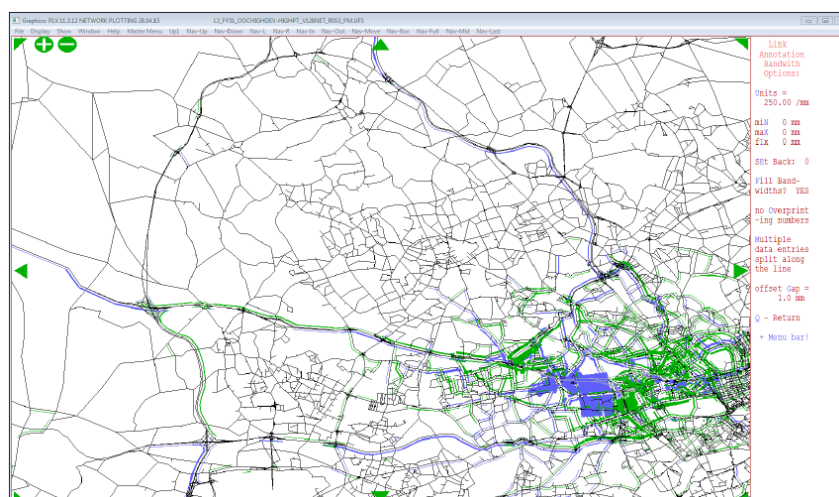 Graphics: P1X 11.3.12 NETWORK PLOTTING 28.04.15
File Display Show Window Help Master Menu Up1 Nav-Up Nav-Down Nav-L Nav-R Nav-In Nav-Out Nav-Move Nav-Box Nav-Full Nav-Mid Nav-Last
Link
Annotation
Bandwith
Options:
Units =
250.00 /mm
miN 0 mm
maX 0 mm
fIx 0 mm
SEt Back: 0
Fill Band-
widths? YES
no Overprint
-ing numbers
Multiple
data entries
split along
the line
offset Gap =
1.0 mm
Q - Return
+ Menu bar!